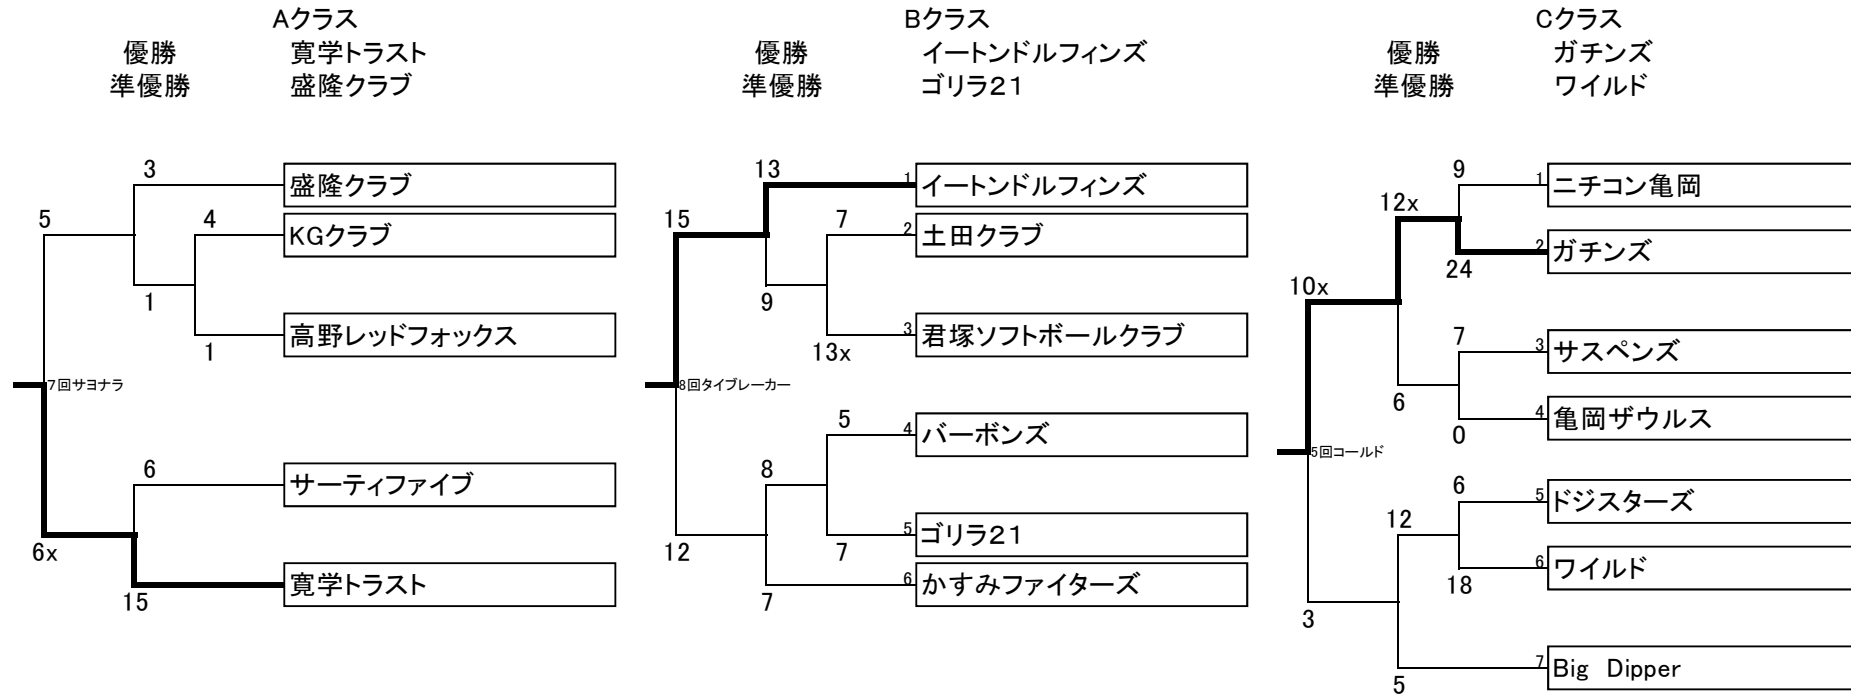 Aクラス
優勝 寛学トラスト
準優勝 盛隆クラブ
3
盛隆クラブ
5
4
KGクラブ
1
高野レッドフォックス
1
7回サヨナラ
6
サーティファイブ
6x
寛学トラスト
15
Bクラス
優勝 イートンドルフィンズ
準優勝 ゴリラ21
13
1 イートンドルフィンズ
15
7
2 土田クラブ
9
3 君塚ソフトボールクラブ
13x
8回タイブレーカー
5
4 バーボンズ
8
5 ゴリラ21
12
7
6 かすみファイターズ
7
Cクラス
優勝 ガチンズ
準優勝 ワイルド
9
1 ニチコン亀岡
12x
2 ガチンズ
24
10x
7
3 サスペンズ
6
4 亀岡ザウルス
0
5回コールド
6
5 ドジスターズ
12
6 ワイルド
18
3
7 Big Dipper
5